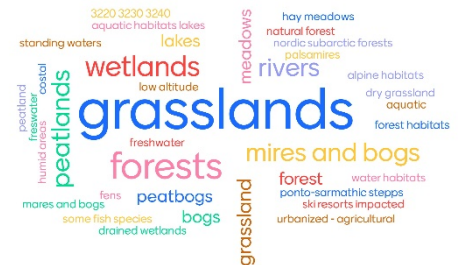 3220 3230 3240
hay meadows
aquatic habitats lakes
natural forest
standing waters
lakes
meadows
nordic subarctic forests
palsamires
wetlands
rivers
alpine habitats
costal
peatland
freswater
peatlands
low altitude
dry grassland
grasslands
aquatic
forest habitats
humid areas
freshwater
mires and bogs
forests
fens
peatbogs
forest
water habitats
mares and bogs
ponto-sarmathic stepps
grassland
some fish species
bogs
ski resorts impacted
drained wetlands
urbanized - agricultural